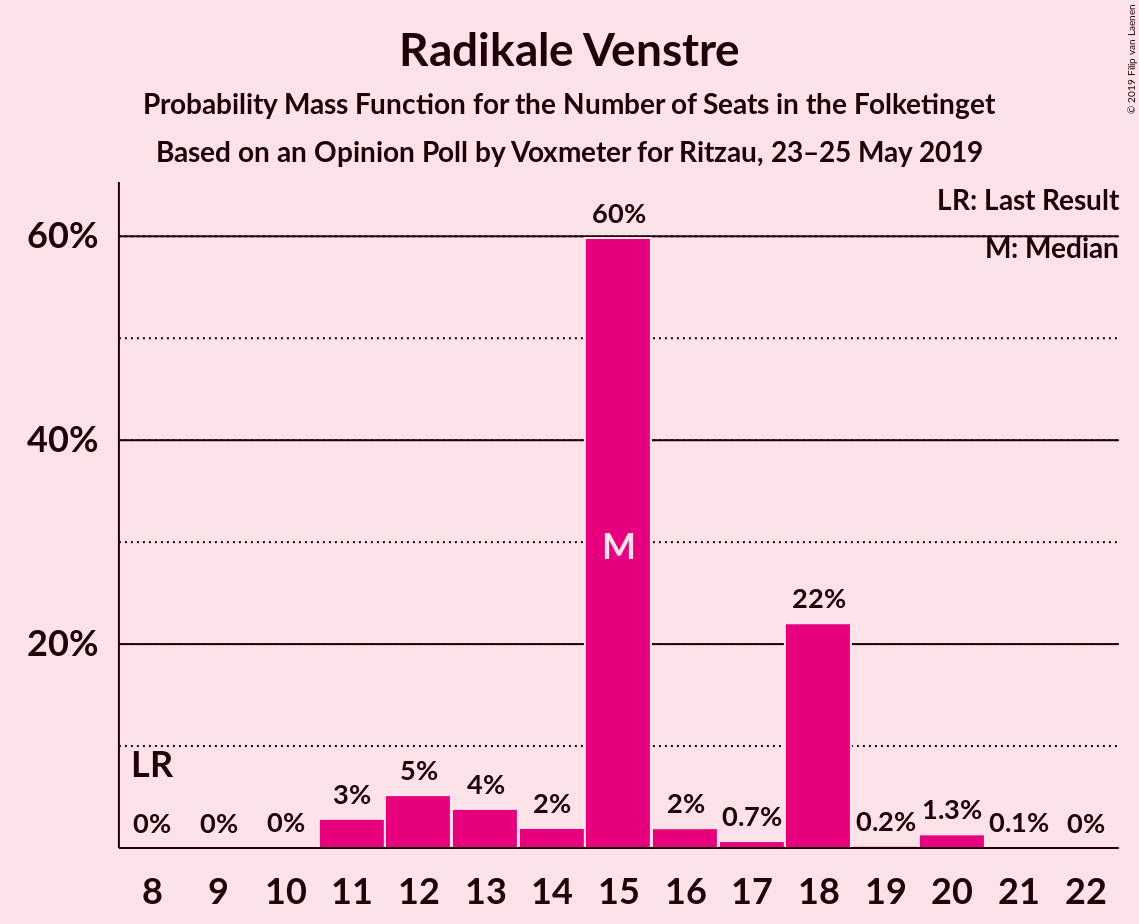 Radikale Venstre
Probability Mass Function for the Number of Seats in the Folketinget
Based on an Opinion Poll by Voxmeter for Ritzau, 23–25 May 2019
© 2019 Filip van Laenen
LR: Last Result
M: Median
60%
40%
20%
60%
M
22%
LR
0% 0% 0% 3% 5% 4% 2% 2% 0.7% 0.2% 1.3% 0.1% 0%
8 9 10 11 12 13 14 15 16 17 18 19 20 21 22